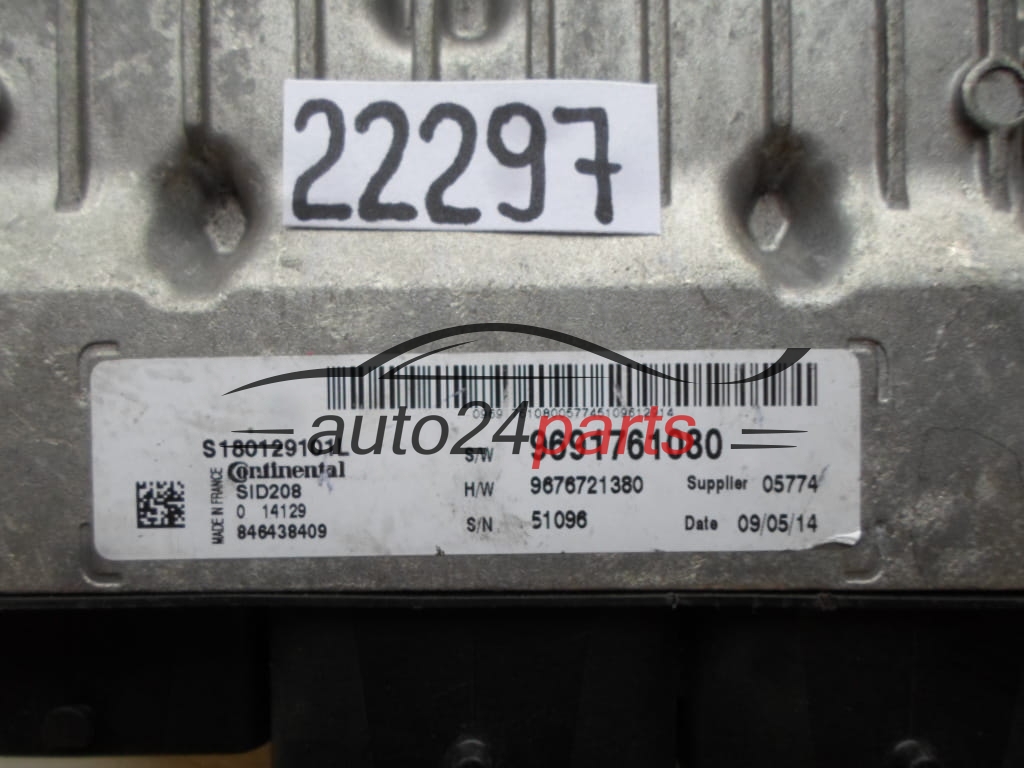 22297
auto24parts
S180129101L
Continental
SID208
0 14129
846438409
MADE IN FRANCE
S/W 9691761080
H/W 9676721380 Supplier 05774
S/N 51096 Date 09/05/14